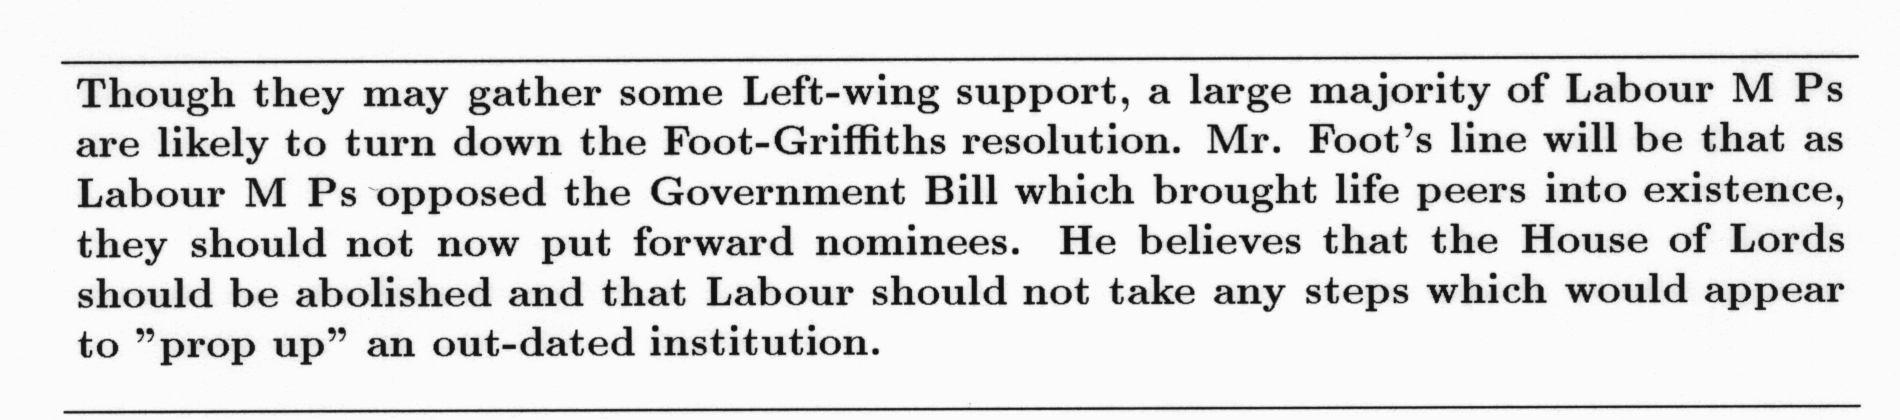 Though they may gather some Left-wing support, a large majority of Labour M Ps
are likely to turn down the Foot-Griffiths resolution. Mr. Foot's line will be that as
Labour M Ps opposed the Government Bill which brought life peers into existence,
they should not now put forward nominees. He believes that the House of Lords
should be abolished and that Labour should not take any steps which would appear
to ”prop up” an out-dated institution.